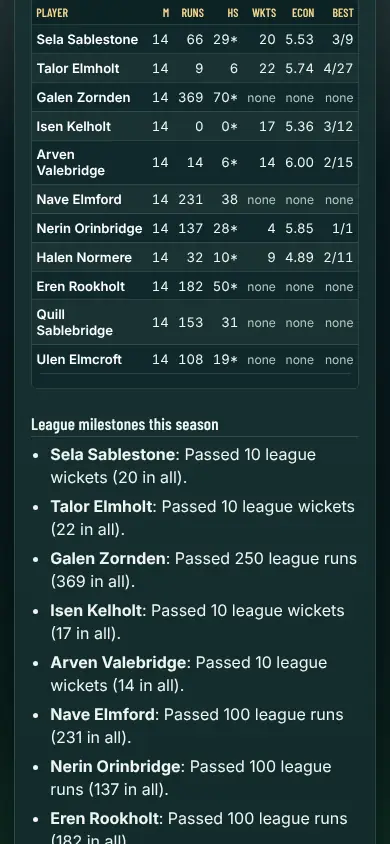 PLAYER M RUNS HS WKTS ECON BEST
Sela Sablestone 14 66 29* 20 5.53 3/9
Talor Elmholt 14 9 6 22 5.74 4/27
Galen Zornden 14 369 70* none none none
Isen Kelholt 14 0 0* 17 5.36 3/12
Arven
Valebridge 14 14 6* 14 6.00 2/15
Nave Elmford 14 231 38 none none none
Nerin Orinbridge 14 137 28* 4 5.85 1/1
Halen Normere 14 32 10* 9 4.89 2/11
Eren Rookholt 14 182 50* none none none
Quill
Sablebridge 14 153 31 none none none
Ulen Elmcroft 14 108 19* none none none
League milestones this season
• Sela Sablestone: Passed 10 league
wickets (20 in all).
• Talor Elmholt: Passed 10 league wickets
(22 in all).
• Galen Zornden: Passed 250 league runs
(369 in all).
• Isen Kelholt: Passed 10 league wickets
(17 in all).
• Arven Valebridge: Passed 10 league
wickets (14 in all).
• Nave Elmford: Passed 100 league runs
(231 in all).
• Nerin Orinbridge: Passed 100 league
runs (137 in all).
• Eren Rookholt: Passed 100 league runs
(182 in all).